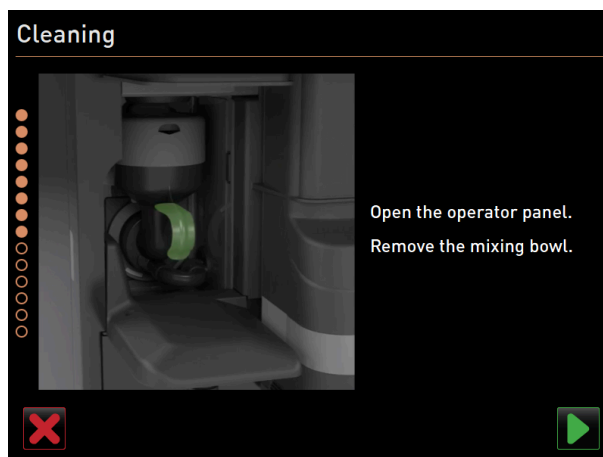 Cleaning
Open the operator panel.
Remove the mixing bowl.